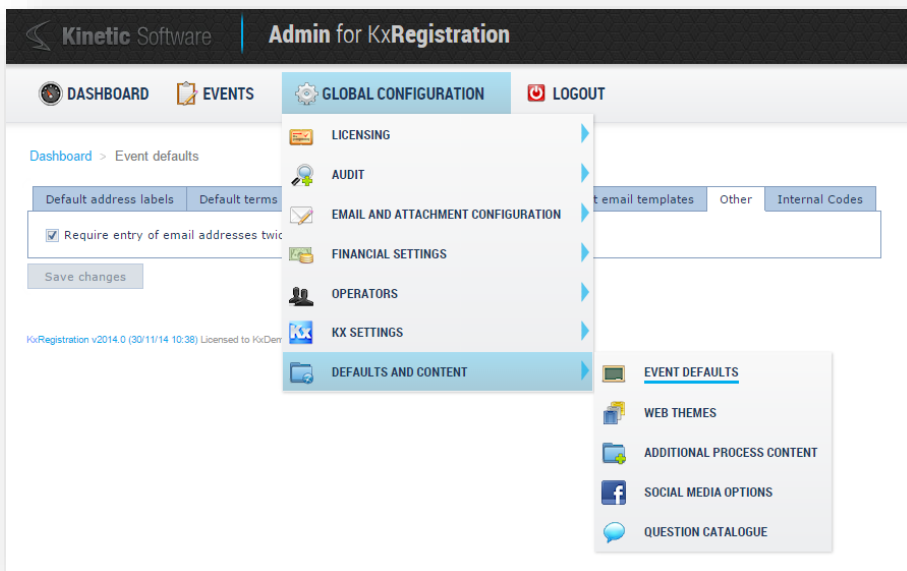 Kinetic Software Admin for KxRegistration
DASHBOARD EVENTS GLOBAL CONFIGURATION LOGOUT
LICENSING
Dashboard > Event defaults
AUDIT
Default address labels Default terms t email templates Other Internal Codes
EMAIL AND ATTACHMENT CONFIGURATION
Require entry of email addresses twic
FINANCIAL SETTINGS
Save changes
OPERATORS
KxRegistration v2014.0 (30/11/14 10:38) Licensed to KxDem
Kx KX SETTINGS
DEFAULTS AND CONTENT
EVENT DEFAULTS
WEB THEMES
ADDITIONAL PROCESS CONTENT
f SOCIAL MEDIA OPTIONS
QUESTION CATALOGUE